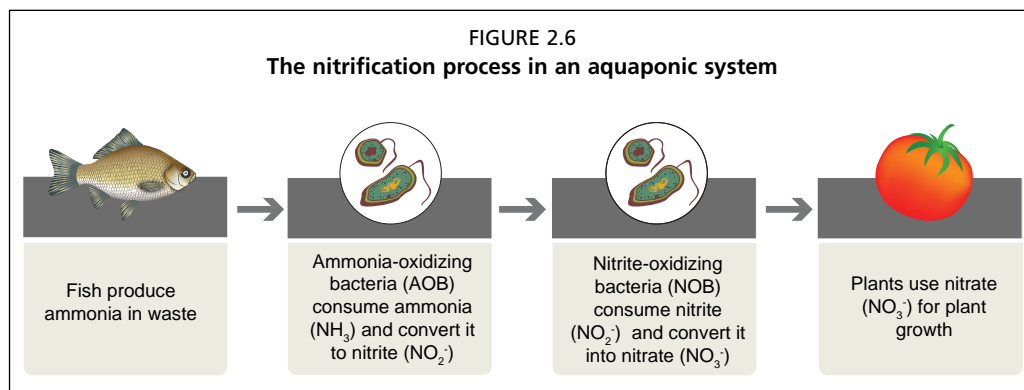 FIGURE 2.6
The nitrification process in an aquaponic system
Fish produce
ammonia in waste
Ammonia-oxidizing
bacteria (AOB)
consume ammonia
(NH₃) and convert it
to nitrite (NO₂⁻)
Nitrite-oxidizing
bacteria (NOB)
consume nitrite
(NO₂⁻) and convert it
into nitrate (NO₃⁻)
Plants use nitrate
(NO₃⁻) for plant
growth